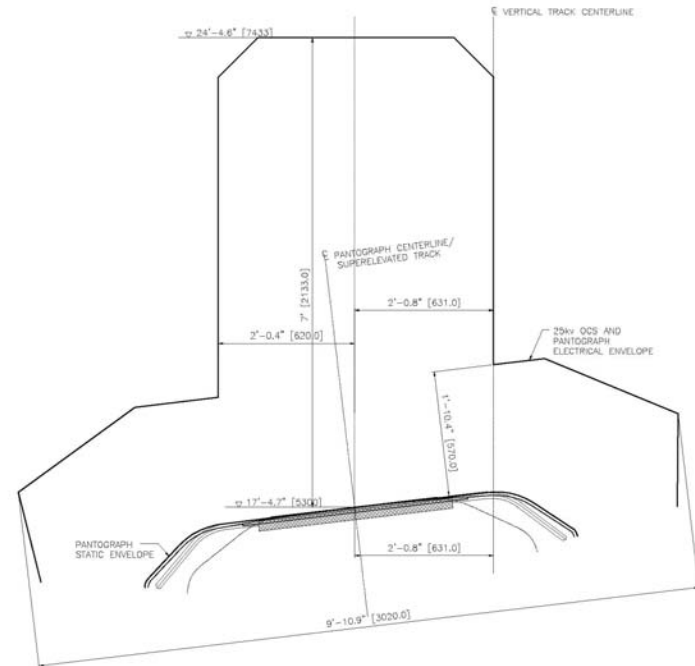 ℄ VERTICAL TRACK CENTERLINE
24'-4.6" [7433]
℄ PANTOGRAPH CENTERLINE/
SUPERELEVATED TRACK
7' [2133.0]
2'-0.8" [631.0]
2'-0.4" [620.0]
25kv OCS AND
PANTOGRAPH
ELECTRICAL ENVELOPE
1'-10.4" [570.0]
17'-4.7" [5300]
PANTOGRAPH
STATIC ENVELOPE
2'-0.8" [631.0]
9'-10.9" [3020.0]